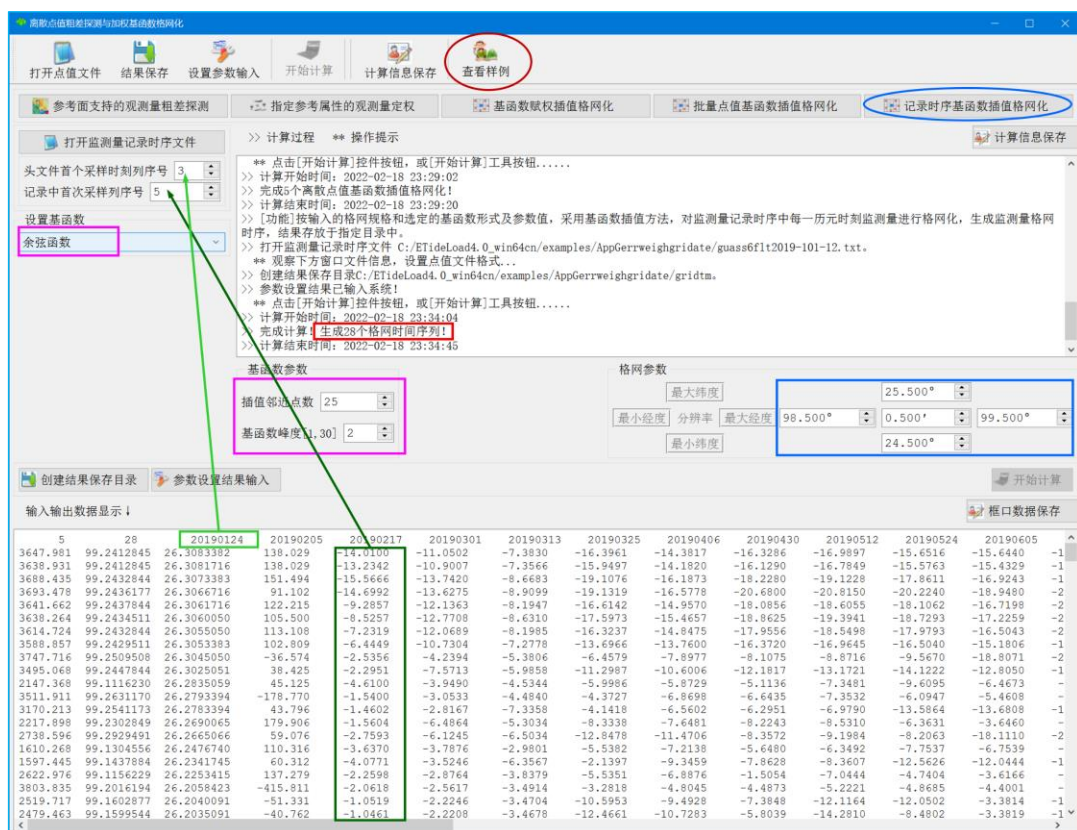 离散点值粗差探测与加权基函数格网化
打开点值文件 结果保存 设置参数输入 开始计算 计算信息保存 查看样例
参考面支持的观测量粗差探测 指定参考属性的观测量定权 基函数赋权插值格网化 批量点值基函数插值格网化 记录时序基函数插值格网化
打开监测量记录时序文件 >> 计算过程 ** 操作提示 计算信息保存
头文件首个采样时刻列序号 3
记录中首次采样列序号 5
设置基函数
余弦函数
** 点击[开始计算]控件按钮，或[开始计算]工具按钮......
>> 计算开始时间：2022-02-18 23:29:02
>> 完成5个离散点值基函数插值格网化！
>> 计算结束时间：2022-02-18 23:29:20
>> [功能]按输入的格网规格和选定的基函数形式及参数值，采用基函数插值方法，对监测量记录时序中每一历元时刻监测量进行格网化，生成监测量格网
时序，结果存放于指定目录中。
>> 打开监测量记录时序文件 C:/ETideLoad4.0_win64cn/examples/AppGerrweighgridate/guass6flt2019-101-12.txt。
** 观察下方窗口文件信息，设置点值文件格式...
>> 创建结果保存目录C:/ETideLoad4.0_win64cn/examples/AppGerrweighgridate/gridtm。
>> 参数设置结果已输入系统！
** 点击[开始计算]控件按钮，或[开始计算]工具按钮......
>> 计算开始时间：2022-02-18 23:34:04
>> 完成计算！生成28个格网时间序列！
>> 计算结束时间：2022-02-18 23:34:45
基函数参数 格网参数
插值邻近点数 25
基函数峰度[1,30] 2
最大纬度 25.500°
最小经度 分辨率 最大经度 98.500° 0.500′ 99.500°
最小纬度 24.500°
创建结果保存目录 参数设置结果输入 开始计算
输入输出数据显示↓ 框口数据保存
5 28 20190124 20190205 20190217 20190301 20190313 20190325 20190406 20190430 20190512 20190524 20190605
3647.981 99.2412845 26.3083382 138.029 -14.0100 -11.0502 -7.3830 -16.3961 -14.3817 -16.3286 -16.9897 -15.6516 -15.6440 -1
3638.931 99.2412845 26.3081716 138.029 -13.2342 -10.9007 -7.3566 -15.9497 -14.1820 -16.1290 -16.7849 -15.5763 -15.4329 -1
3688.435 99.2432844 26.3073383 151.494 -15.5666 -13.7420 -8.6683 -19.1076 -16.1873 -18.2280 -19.1228 -17.8611 -16.9243 -1
3693.478 99.2436177 26.3066716 91.102 -14.6992 -13.6275 -8.9099 -19.1319 -16.5778 -20.6800 -20.8150 -20.2240 -18.9480 -2
3641.662 99.2437844 26.3061716 122.215 -9.2857 -12.1363 -8.1947 -16.6142 -14.9570 -18.0856 -18.6055 -18.1062 -16.7198 -2
3638.264 99.2434511 26.3060050 105.500 -8.5257 -12.7708 -8.6310 -17.5973 -15.4657 -18.8625 -19.3941 -18.7293 -17.2259 -2
3614.724 99.2432844 26.3055050 113.108 -7.2319 -12.0689 -8.1985 -16.3237 -14.8475 -17.9556 -18.5498 -17.9793 -16.5043 -2
3588.857 99.2429511 26.3053383 102.809 -6.4449 -10.7304 -7.2778 -13.6966 -13.7600 -16.3720 -16.9645 -16.5040 -15.1806 -1
3747.716 99.2509508 26.3045050 -36.574 -2.5356 -4.2394 -5.3806 -6.4579 -7.8977 -8.1075 -8.8716 -9.5670 -18.8071 -2
3495.068 99.2447844 26.3025051 38.425 -2.2951 -7.5713 -5.9858 -11.2987 -10.6006 -12.1817 -13.1721 -14.1222 -12.8050 -1
2147.368 99.1116230 26.2835059 45.125 -4.6100 -3.9490 -4.5344 -5.9986 -5.8729 -5.1136 -7.3481 -9.6095 -6.4673 -
3511.911 99.2631170 26.2793394 -178.770 -1.5400 -3.0533 -4.4840 -4.3727 -6.8698 -6.6435 -7.3532 -6.0947 -5.4608 -
3170.213 99.2541173 26.2783394 43.796 -1.4602 -2.8167 -7.3358 -4.1418 -6.5602 -6.2951 -6.9790 -13.5864 -13.6808 -1
2217.898 99.2302849 26.2690065 179.906 -1.5604 -6.4864 -5.3034 -8.3338 -7.6481 -8.2243 -8.5310 -6.3631 -3.6460 -
2738.596 99.2929491 26.2665066 59.076 -2.7593 -6.1245 -6.5034 -12.8478 -11.4706 -8.3572 -9.1984 -8.2063 -18.1110 -2
1610.268 99.1304556 26.2476740 110.316 -3.6370 -3.7876 -2.9801 -5.5382 -7.2138 -5.6480 -6.3492 -7.7537 -6.7539 -
1597.445 99.1437884 26.2341745 60.312 -4.0771 -3.5246 -6.3567 -2.1397 -9.3459 -7.8628 -8.3607 -12.5626 -12.0444 -1
2622.976 99.1156229 26.2253415 137.279 -2.2598 -2.8764 -3.8379 -5.5351 -6.8876 -1.5054 -7.0444 -4.7404 -3.6166 -
3803.835 99.2016194 26.2058423 -415.811 -2.0618 -2.5617 -3.4914 -3.2818 -4.8045 -4.4873 -5.2221 -4.8685 -4.4001 -
2519.717 99.1602877 26.2040091 -51.331 -1.0519 -2.2246 -3.4704 -10.5953 -9.4928 -7.3848 -12.1164 -12.0502 -3.3814 -1
2479.463 99.1599544 26.2035091 -40.762 -1.0461 -2.2208 -3.4678 -12.4661 -10.7283 -5.8039 -14.2810 -8.4802 -3.3819 -1